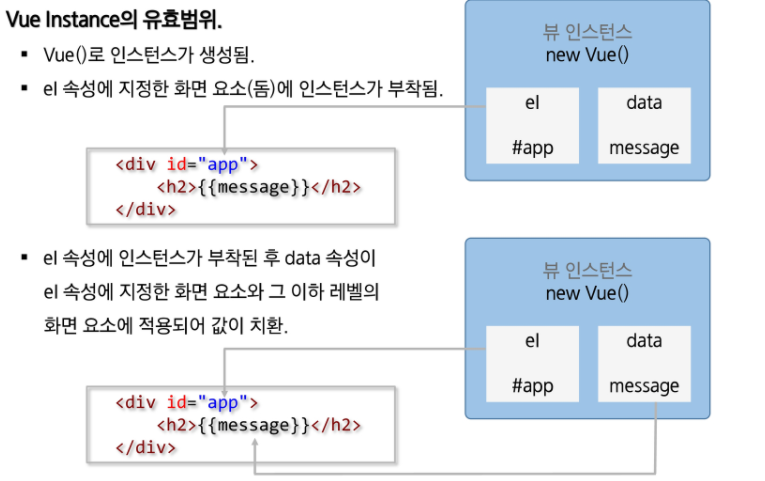 Vue Instance의 유효범위.
▪ Vue()로 인스턴스가 생성됨.
▪ el 속성에 지정한 화면 요소(돔)에 인스턴스가 부착됨.
뷰 인스턴스
new Vue()
el
#app
data
message
<div id="app">
<h2>{{message}}</h2>
</div>
▪ el 속성에 인스턴스가 부착된 후 data 속성이
el 속성에 지정한 화면 요소와 그 이하 레벨의
화면 요소에 적용되어 값이 치환.
뷰 인스턴스
new Vue()
el
#app
data
message
<div id="app">
<h2>{{message}}</h2>
</div>